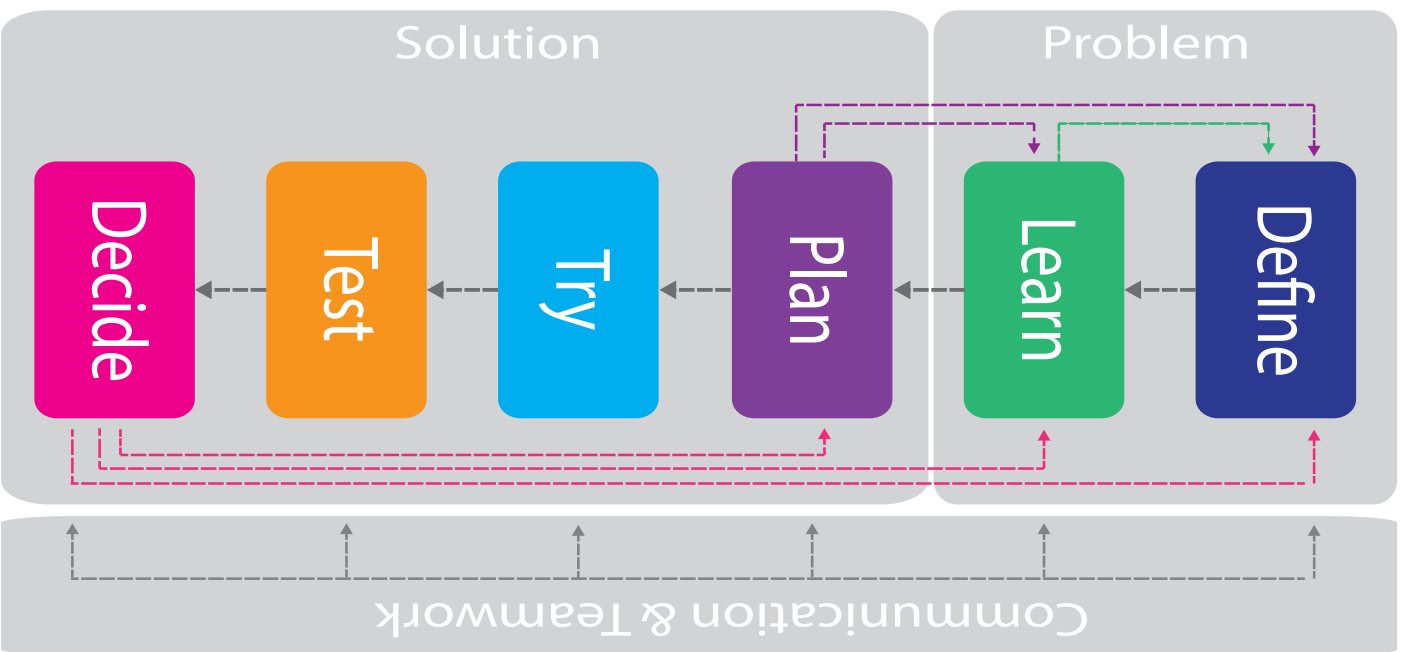 Solution
Problem
Decide
Test
Try
Plan
Learn
Define
Communication & Teamwork